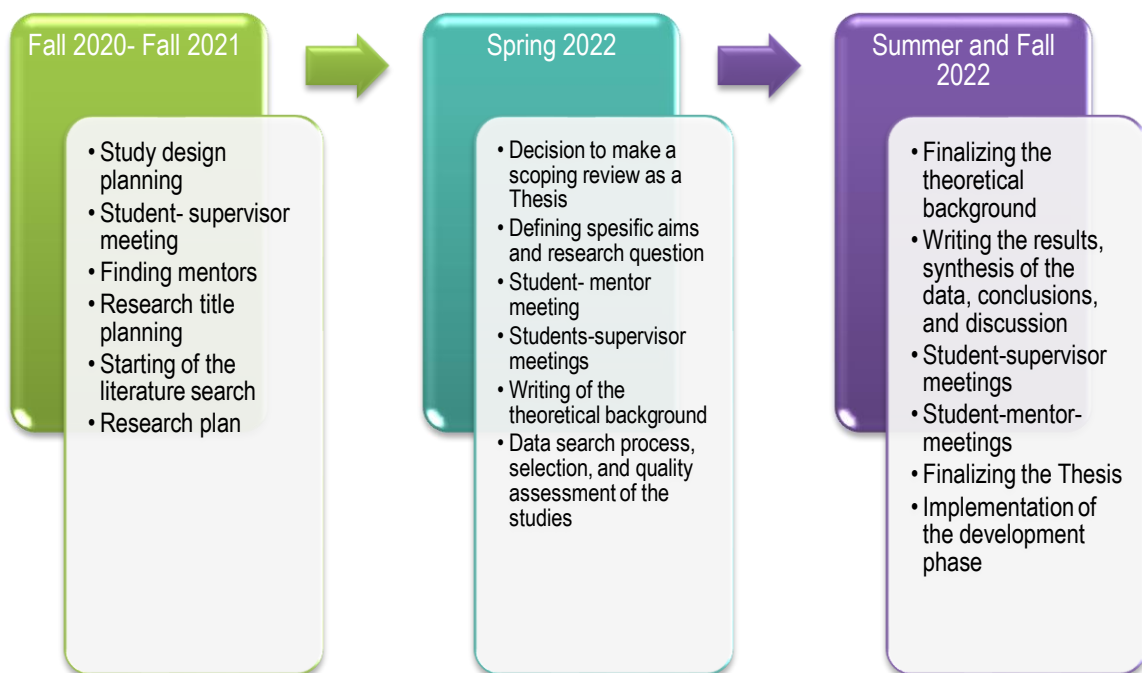 Fall 2020- Fall 2021
• Study design
planning
• Student- supervisor
meeting
• Finding mentors
• Research title
planning
• Starting of the
literature search
• Research plan
Spring 2022
• Decision to make a
scoping review as a
Thesis
• Defining spesific aims
and research question
• Student- mentor
meeting
• Students-supervisor
meetings
• Writing of the
theoretical background
• Data search process,
selection, and quality
assessment of the
studies
Summer and Fall
2022
• Finalizing the
theoretical
background
• Writing the results,
synthesis of the
data, conclusions,
and discussion
• Student-supervisor
meetings
• Student-mentor-
meetings
• Finalizing the Thesis
• Implementation of
the development
phase